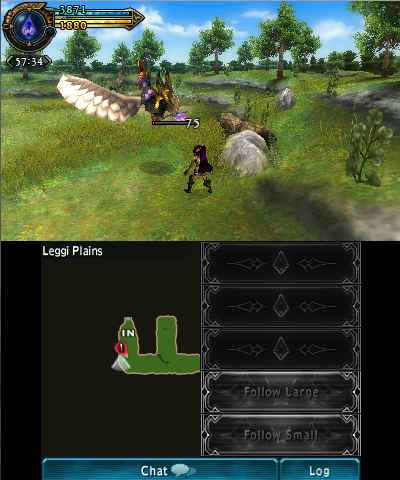 3871
1880
57:34
75
Leggi Plains
IN
!
Follow Large
Follow Small
Chat
Log